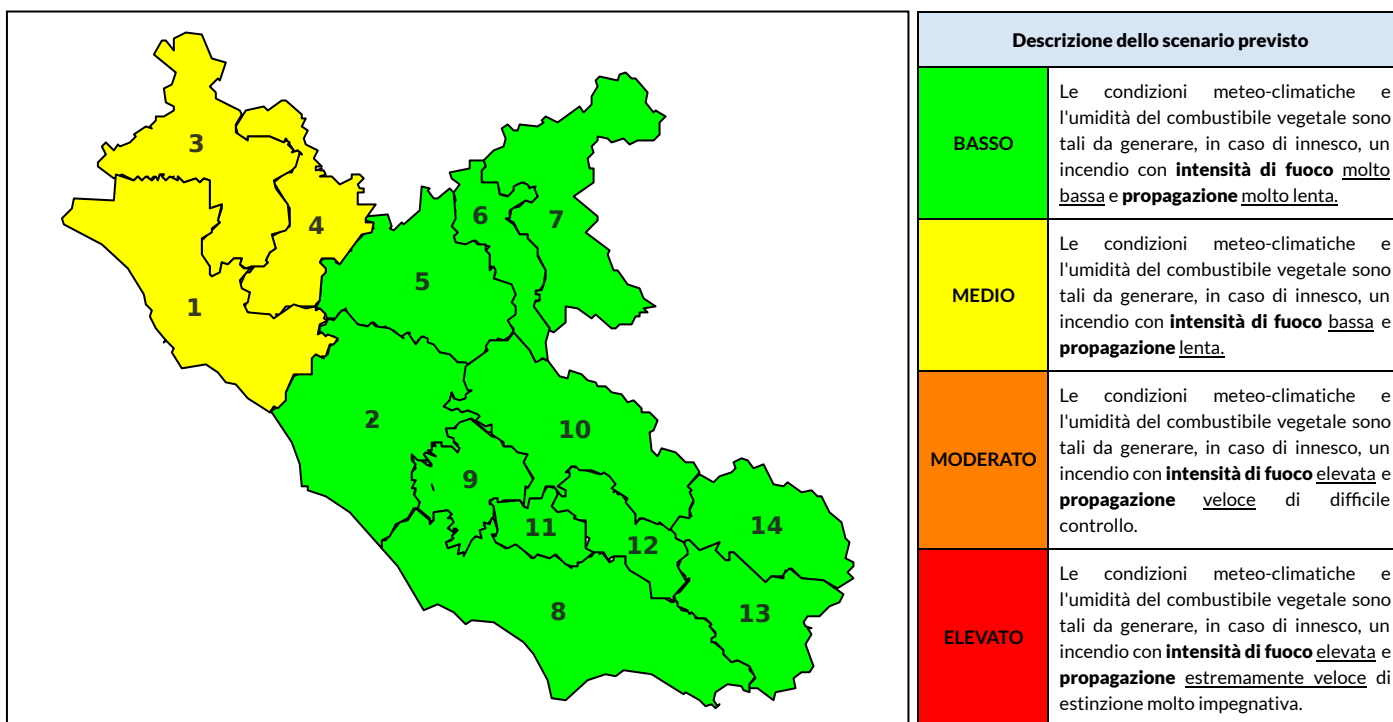 3
4
1
6
7
5
2
10
9
11
12
14
8
13
Descrizione dello scenario previsto
BASSO
Le condizioni meteo-climatiche e
l'umidità del combustibile vegetale sono
tali da generare, in caso di innesco, un
incendio con intensità di fuoco molto
bassa e propagazione molto lenta.
MEDIO
Le condizioni meteo-climatiche e
l'umidità del combustibile vegetale sono
tali da generare, in caso di innesco, un
incendio con intensità di fuoco bassa e
propagazione lenta.
MODERATO
Le condizioni meteo-climatiche e
l'umidità del combustibile vegetale sono
tali da generare, in caso di innesco, un
incendio con intensità di fuoco elevata e
propagazione veloce di difficile
controllo.
ELEVATO
Le condizioni meteo-climatiche e
l'umidità del combustibile vegetale sono
tali da generare, in caso di innesco, un
incendio con intensità di fuoco elevata e
propagazione estremamente veloce di
estinzione molto impegnativa.